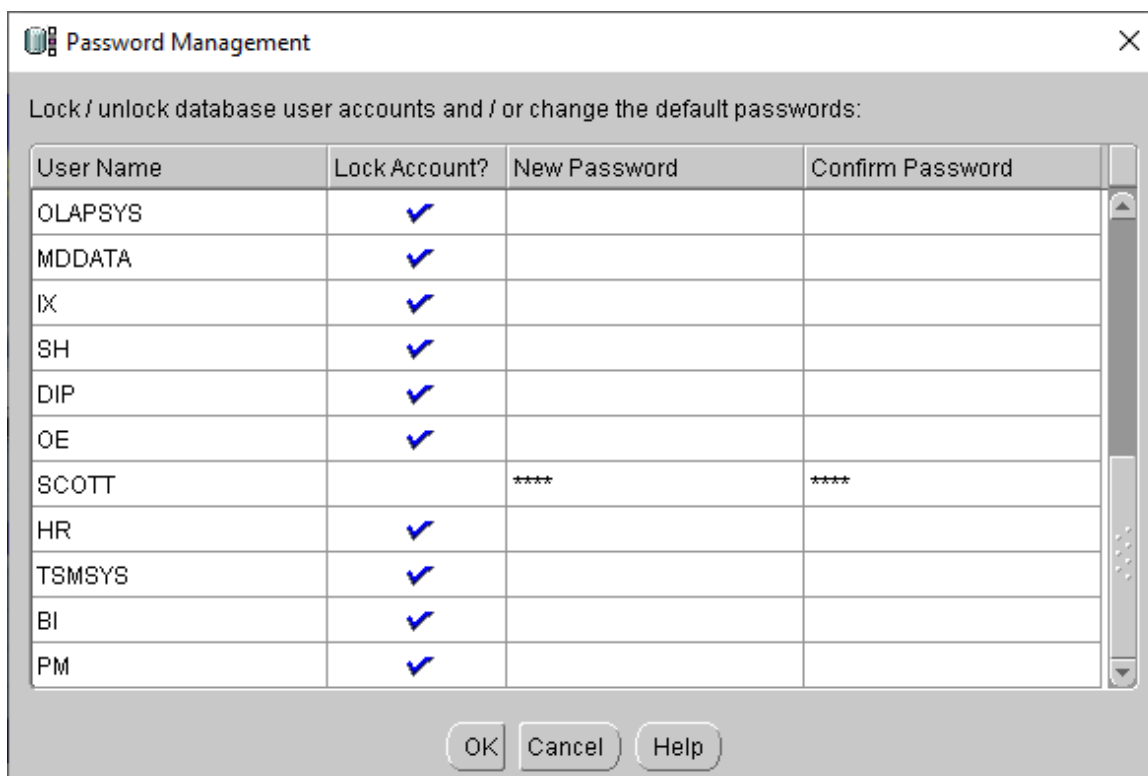 Password Management
Lock / unlock database user accounts and / or change the default passwords:
User Name Lock Account? New Password Confirm Password
OLAPSYS
MDDATA
IX
SH
DIP
OE
SCOTT **** ****
HR
TSMSYS
BI
PM
OK Cancel Help